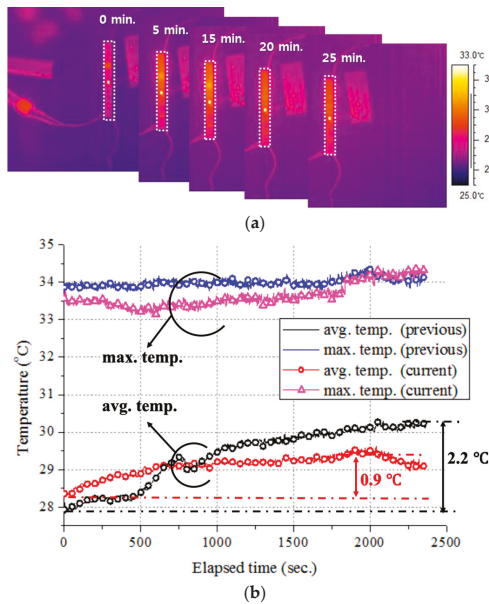 0 min.
5 min.
15 min.
20 min.
25 min.
33.0℃
25.0℃
(a)
35
34
33
32
31
30
29
28
Temperature (℃)
max. temp.
avg. temp.
avg. temp. (previous)
max. temp. (previous)
avg. temp. (current)
max. temp. (current)
2.2 ℃
0.9 ℃
0
500
1000
1500
2000
2500
Elapsed time (sec.)
(b)